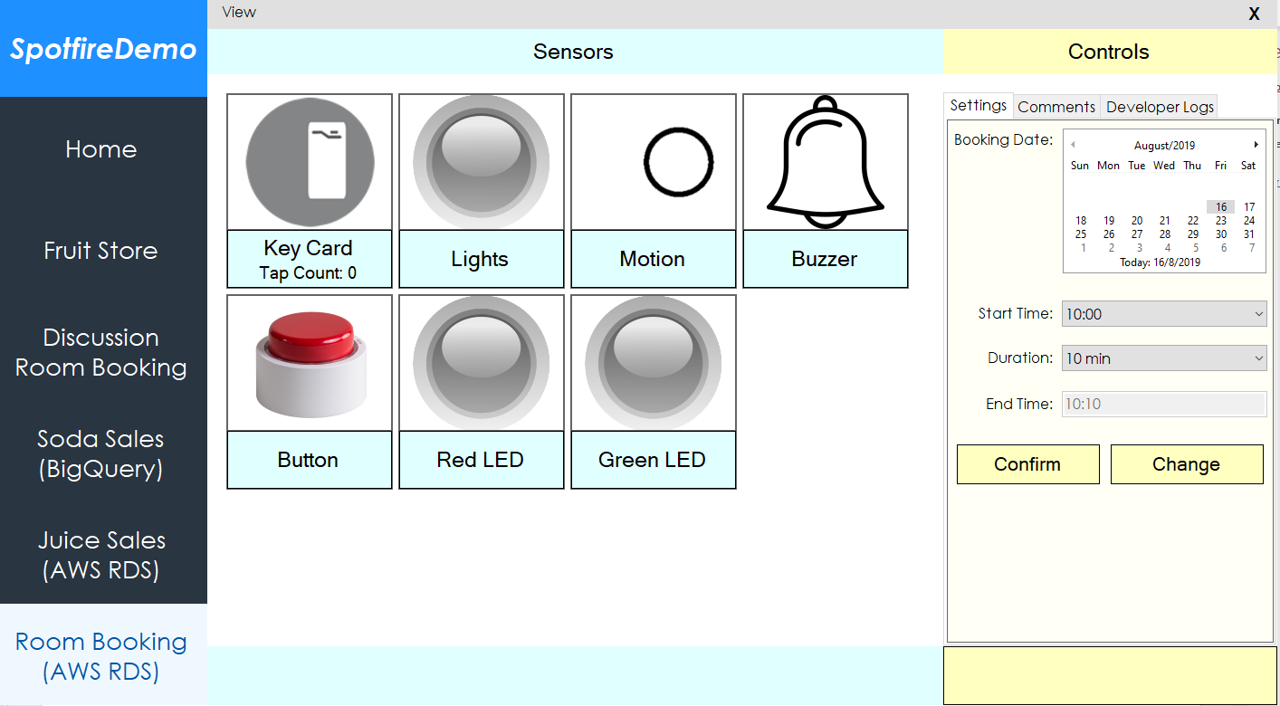 View
X
SpotfireDemo
Home
Fruit Store
Discussion
Room Booking
Soda Sales
(BigQuery)
Juice Sales
(AWS RDS)
Room Booking
(AWS RDS)
Sensors
Key Card
Tap Count: 0
Lights
Motion
Buzzer
Button
Red LED
Green LED
Controls
Settings Comments Developer Logs
Booking Date:
August/2019
Sun Mon Tue Wed Thu Fri Sat
16 17
18 19 20 21 22 23 24
25 26 27 28 29 30 31
1 2 3 4 5 6 7
Today: 16/8/2019
Start Time: 10:00
Duration: 10 min
End Time: 10:10
Confirm Change